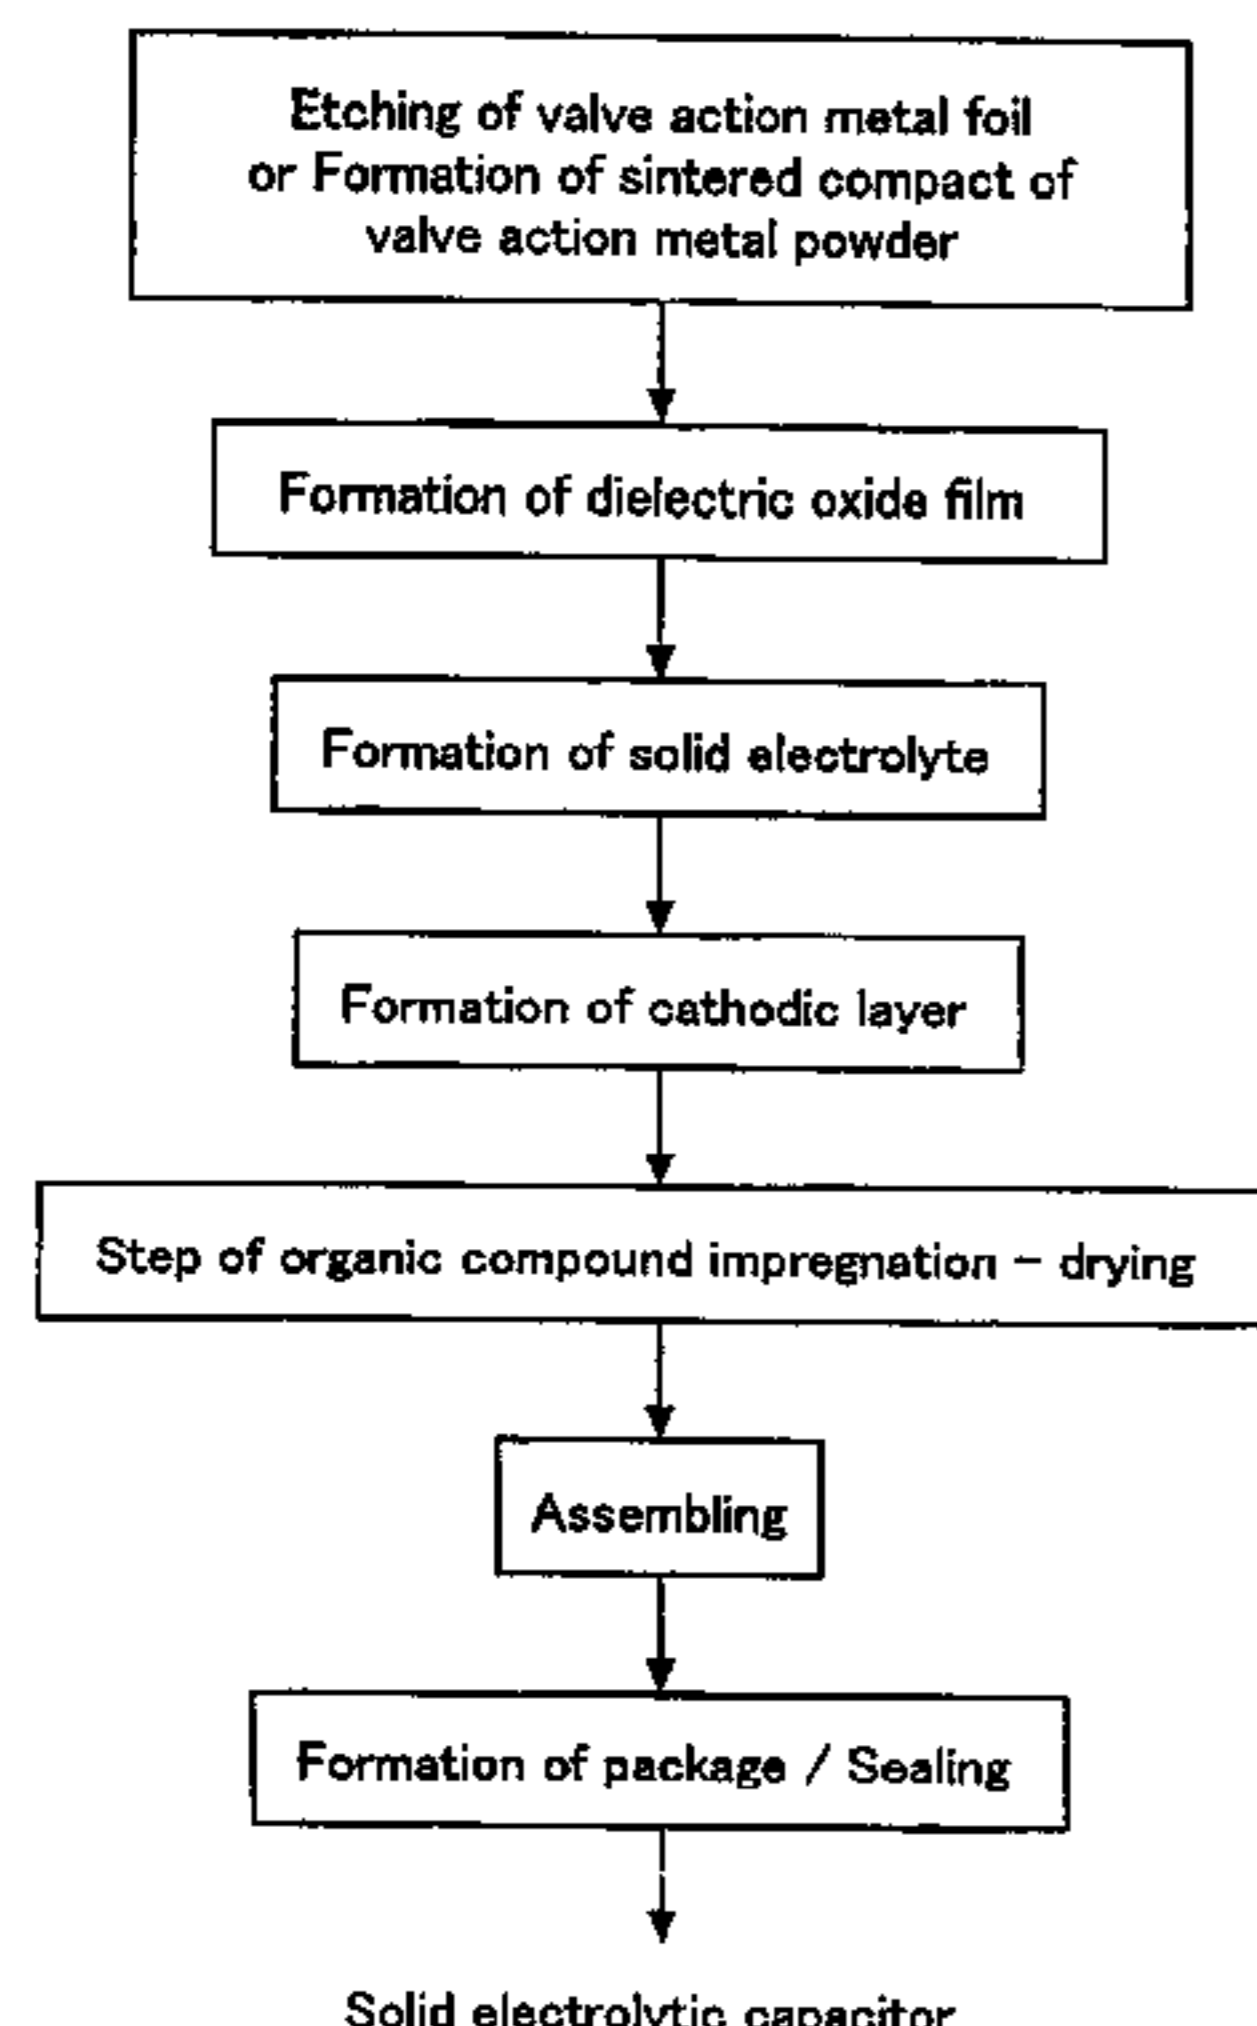 Etching of valve action metal foil
or Formation of sintered compact of
valve action metal powder
Formation of dielectric oxide film
Formation of solid electrolyte
Formation of cathodic layer
Step of organic compound impregnation - drying
Assembling
Formation of package / Sealing
Solid electrolytic capacitor